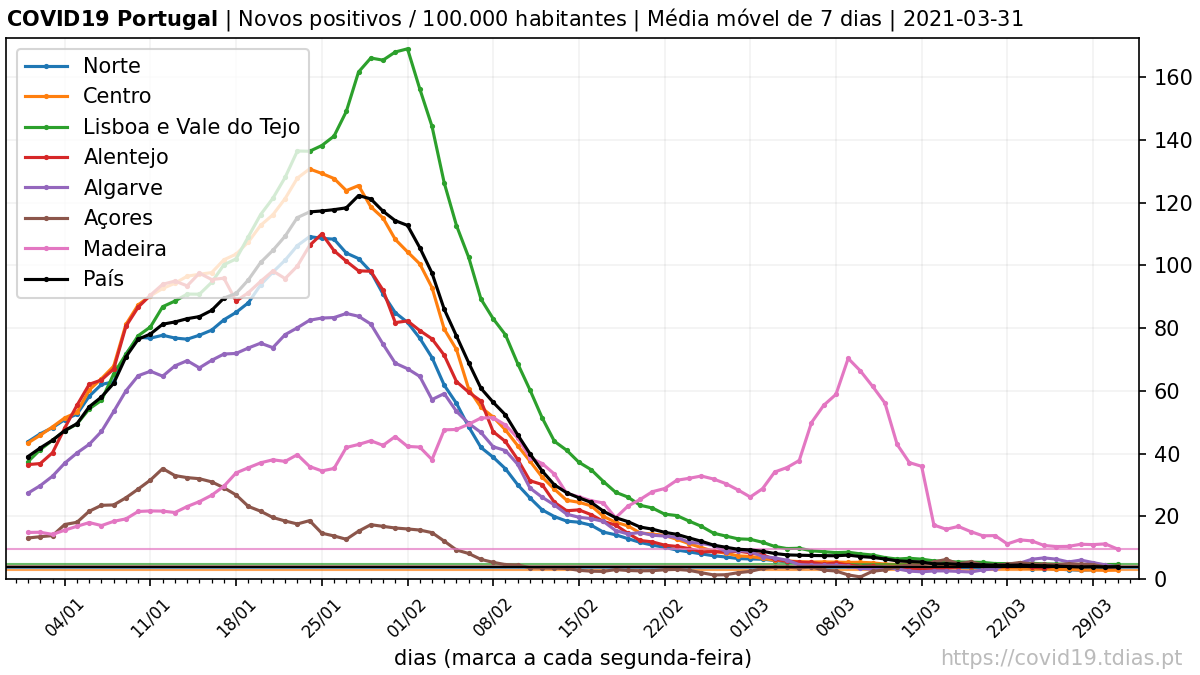 COVID19 Portugal | Novos positivos / 100.000 habitantes | Média móvel de 7 dias | 2021-03-31
Norte
Centro
Lisboa e Vale do Tejo
Alentejo
Algarve
Açores
Madeira
País
160
140
120
100
80
60
40
20
0
04/01 11/01 18/01 25/01 01/02 08/02 15/02 22/02 01/03 08/03 15/03 22/03 29/03
dias (marca a cada segunda-feira)
https://covid19.tdias.pt